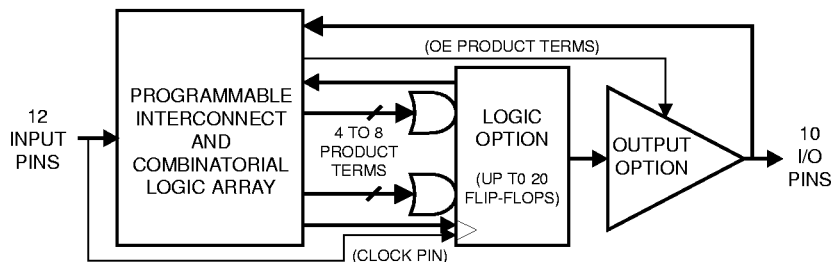 (OE PRODUCT TERMS)
PROGRAMMABLE
INTERCONNECT
AND
COMBINATORIAL
LOGIC ARRAY
12
INPUT
PINS
4 TO 8
PRODUCT
TERMS
LOGIC
OPTION
(UP T0 20
FLIP-FLOPS)
OUTPUT
OPTION
10
I/O
PINS
(CLOCK PIN)